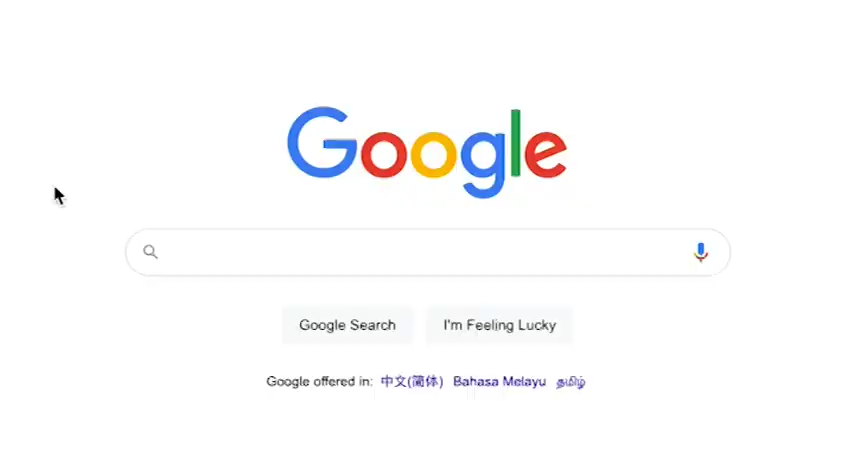 Google
Google Search
I'm Feeling Lucky
Google offered in: 中文(简体) Bahasa Melayu தமிழ்